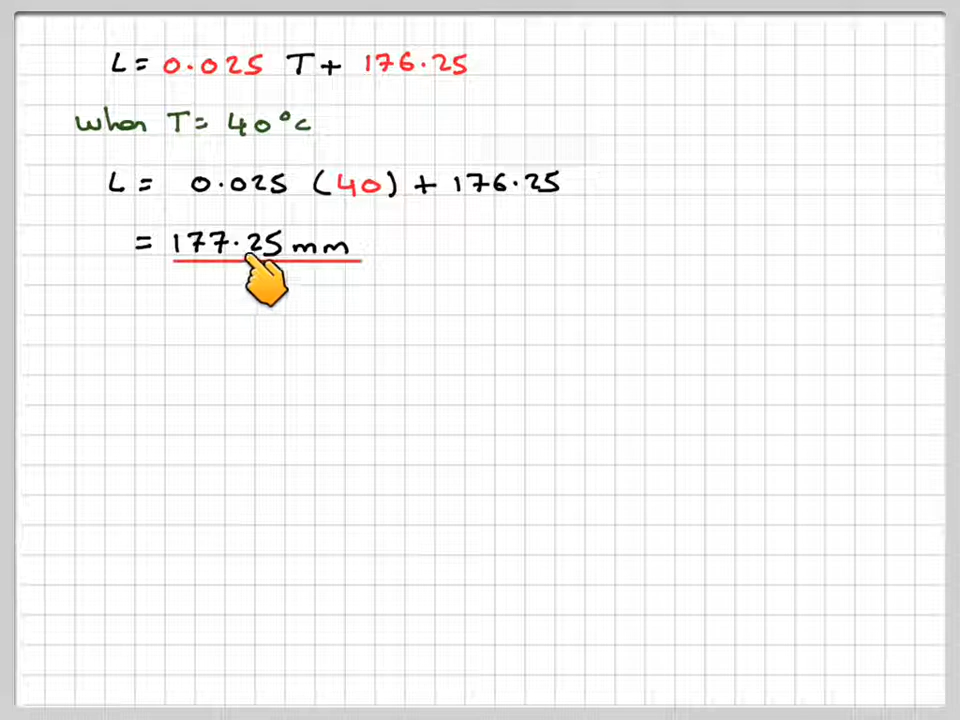 L = 0.025 T + 176.25
when T = 40°C
L = 0.025 (40) + 176.25
= 177.25 mm